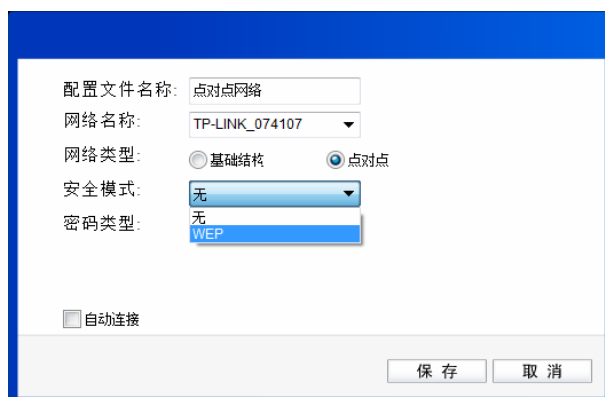 配置文件名称: 点对点网络
网络名称: TP-LINK_074107
网络类型: 基础结构 点对点
安全模式: 无
无
密码类型:
WEP
自动连接
保存 取消